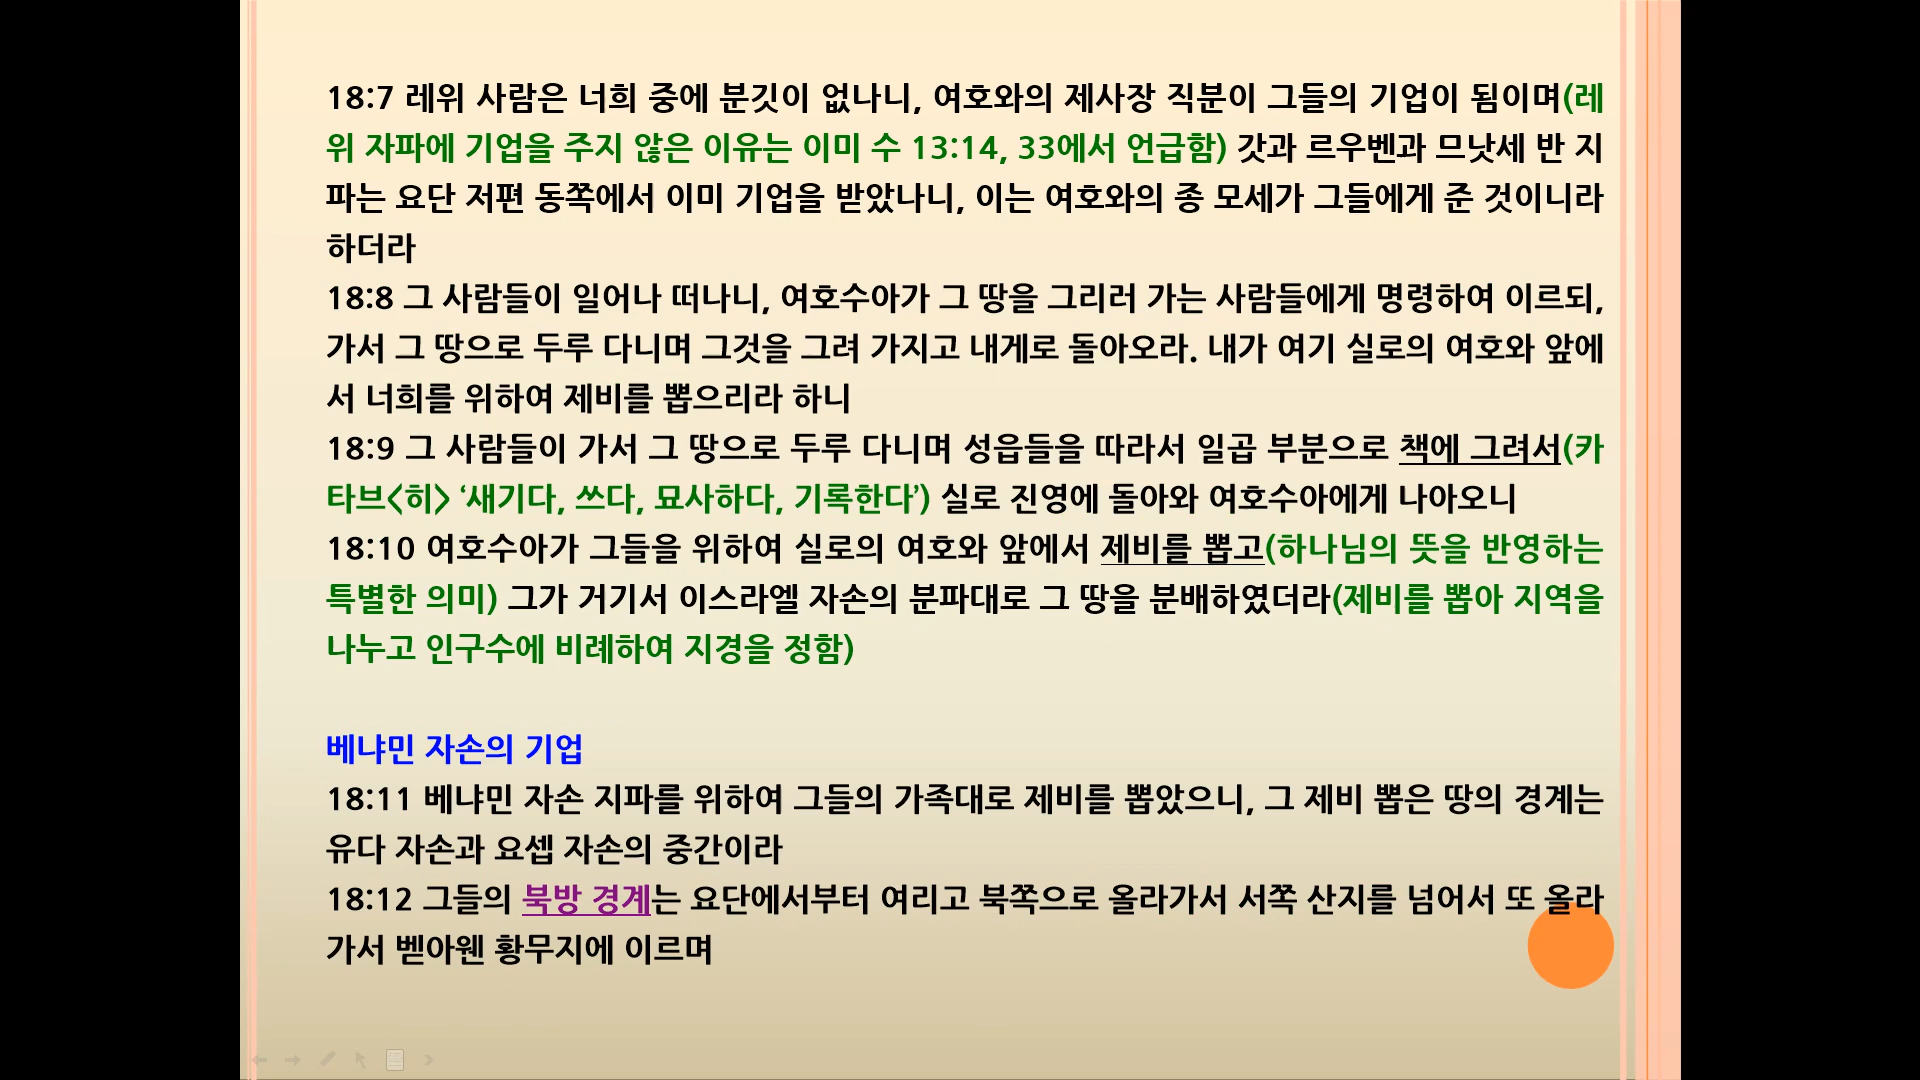 18:7 레위 사람은 너희 중에 분깃이 없나니, 여호와의 제사장 직분이 그들의 기업이 됨이며(레
위 자파에 기업을 주지 않은 이유는 이미 수 13:14, 33에서 언급함) 갓과 르우벤과 므낫세 반 지
파는 요단 저편 동쪽에서 이미 기업을 받았나니, 이는 여호와의 종 모세가 그들에게 준 것이니라
하더라
18:8 그 사람들이 일어나 떠나니, 여호수아가 그 땅을 그리러 가는 사람들에게 명령하여 이르되,
가서 그 땅으로 두루 다니며 그것을 그려 가지고 내게로 돌아오라. 내가 여기 실로의 여호와 앞에
서 너희를 위하여 제비를 뽑으리라 하니
18:9 그 사람들이 가서 그 땅으로 두루 다니며 성읍들을 따라서 일곱 부분으로 책에 그려서(카
타브<히> ‘새기다, 쓰다, 묘사하다, 기록한다’) 실로 진영에 돌아와 여호수아에게 나아오니
18:10 여호수아가 그들을 위하여 실로의 여호와 앞에서 제비를 뽑고(하나님의 뜻을 반영하는
특별한 의미) 그가 거기서 이스라엘 자손의 분파대로 그 땅을 분배하였더라(제비를 뽑아 지역을
나누고 인구수에 비례하여 지경을 정함)
베냐민 자손의 기업
18:11 베냐민 자손 지파를 위하여 그들의 가족대로 제비를 뽑았으니, 그 제비 뽑은 땅의 경계는
유다 자손과 요셉 자손의 중간이라
18:12 그들의 북방 경계는 요단에서부터 여리고 북쪽으로 올라가서 서쪽 산지를 넘어서 또 올라
가서 벧아웬 황무지에 이르며